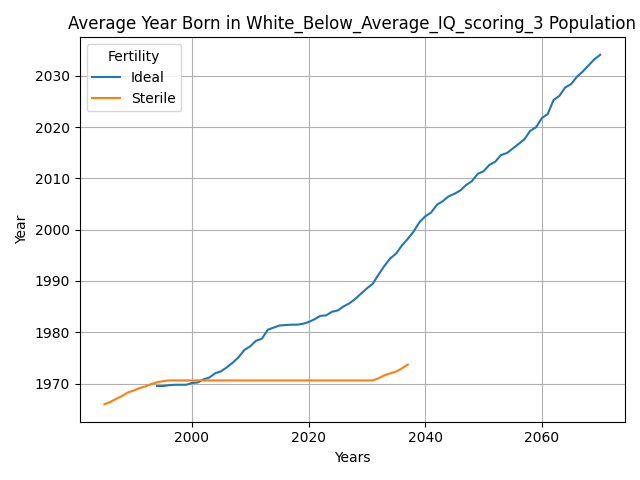 Average Year Born in White_Below_Average_IQ_scoring_3 Population
Fertility
Ideal
Sterile
Year
2030
2020
2010
2000
1990
1980
1970
2000 2020 2040 2060
Years